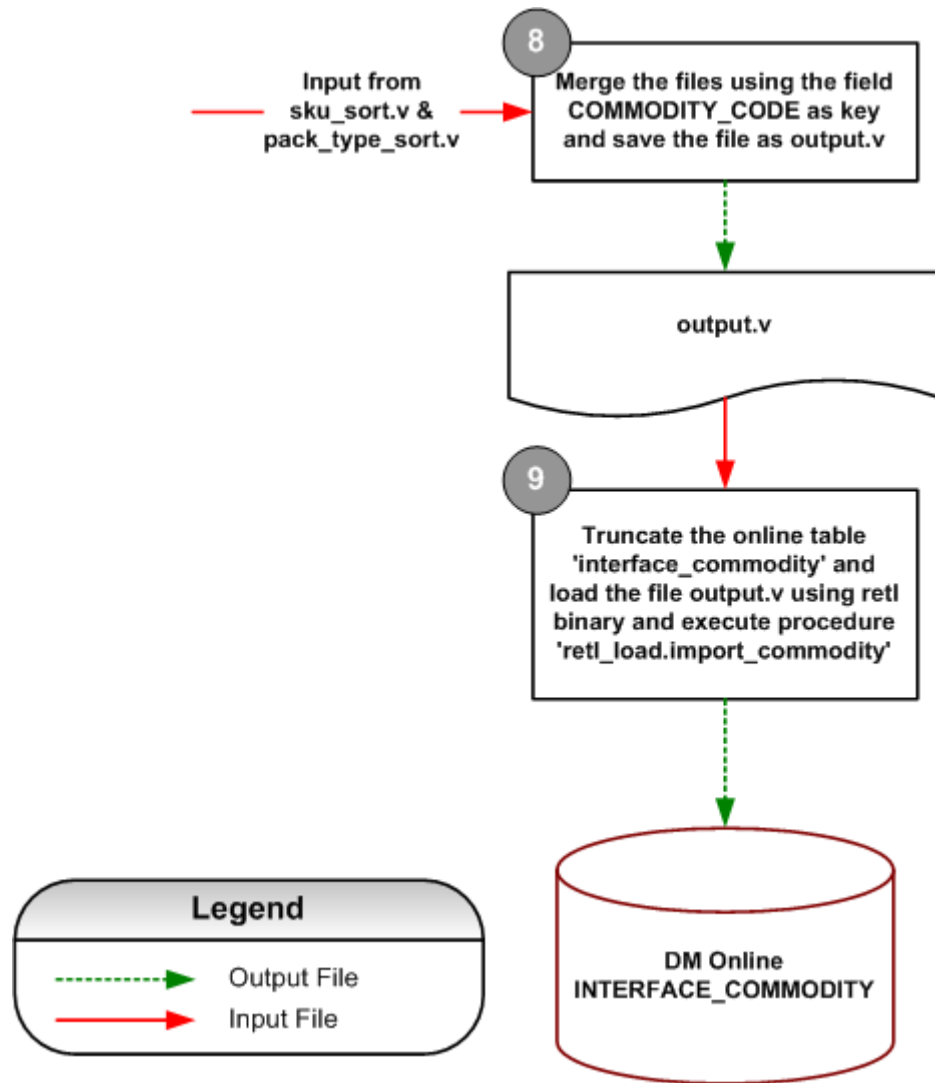 8
Input from
sku_sort.v &
pack_type_sort.v
Merge the files using the field
COMMODITY_CODE as key
and save the file as output.v
output.v
9
Truncate the online table
'interface_commodity' and
load the file output.v using retl
binary and execute procedure
'retl_load.import_commodity'
DM Online
INTERFACE_COMMODITY
Legend
Output File
Input File